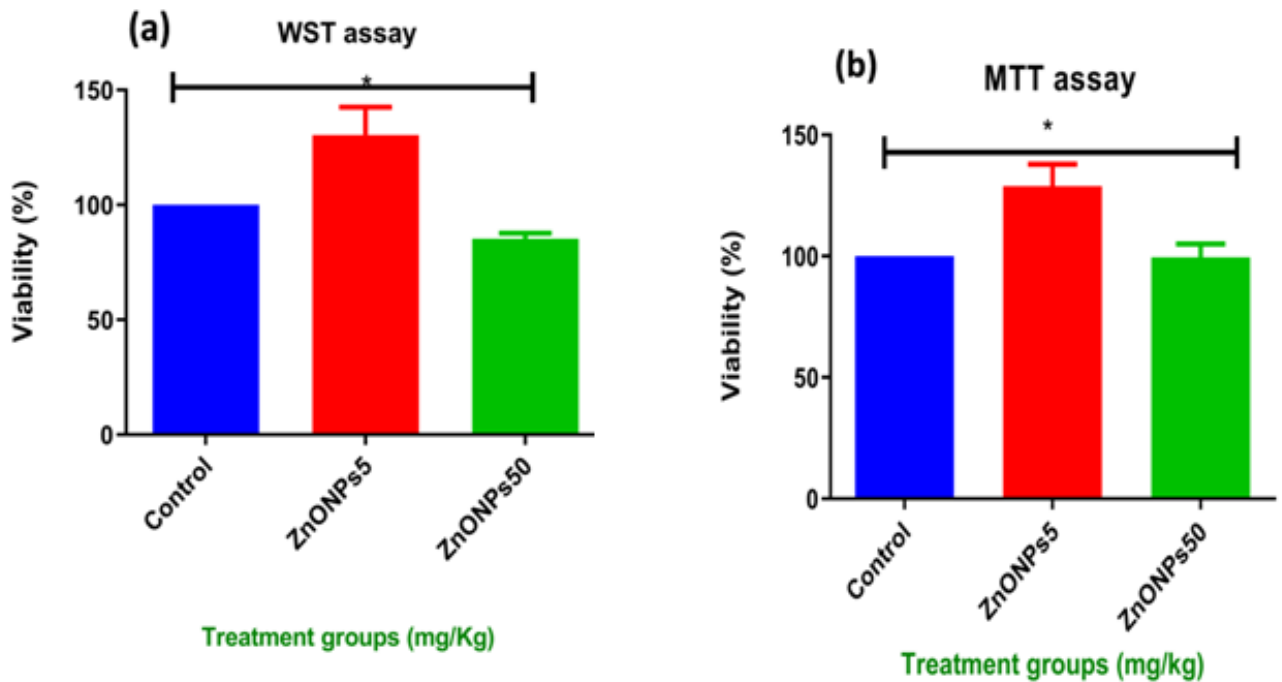 (a)
WST assay
*
150
100
50
0
Viability (%)
Control
ZnONPs5
ZnONPs50
Treatment groups (mg/Kg)
(b)
MTT assay
*
150
100
50
0
Viability (%)
Control
ZnONPs5
ZnONPs50
Treatment groups (mg/kg)